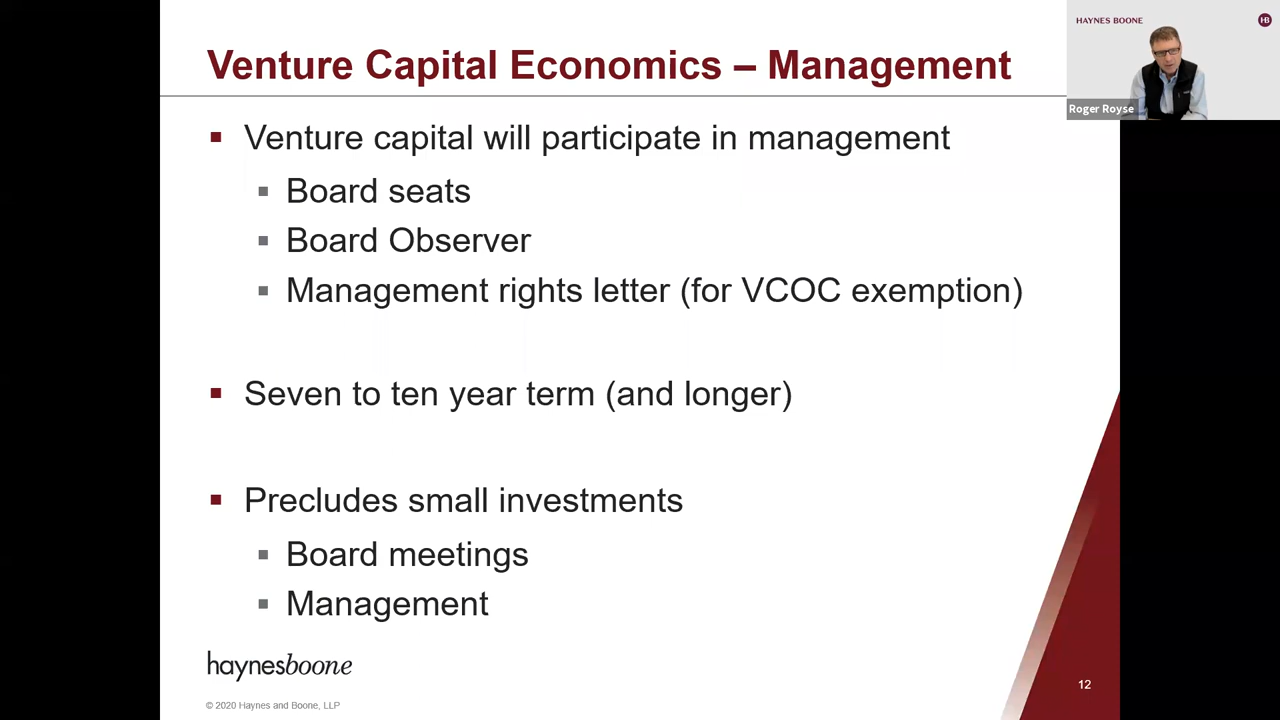 Venture Capital Economics – Management
HAYNES BOONE
HB
Roger Royse
Venture capital will participate in management
Board seats
Board Observer
Management rights letter (for VCOC exemption)
Seven to ten year term (and longer)
Precludes small investments
Board meetings
Management
haynesboone
© 2020 Haynes and Boone, LLP
12